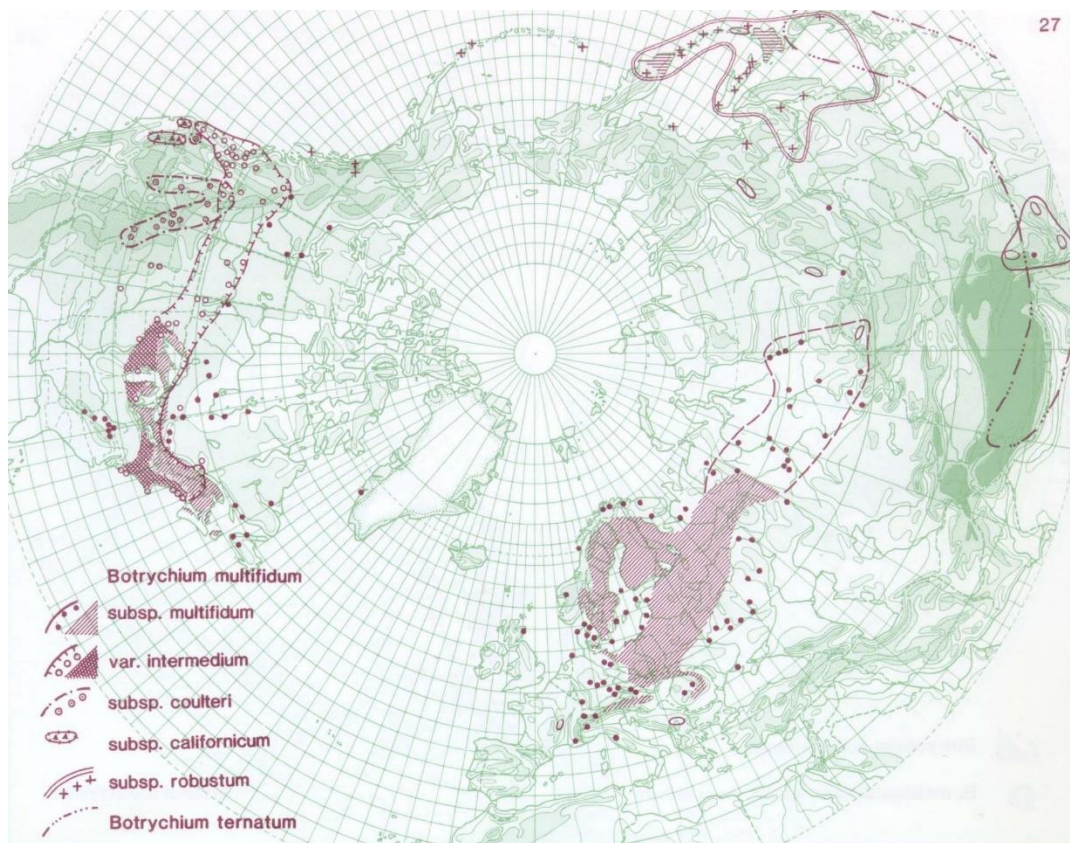 27
Botrychium multifidum
subsp. multifidum
var. intermedium
subsp. coulteri
subsp. californicum
subsp. robustum
Botrychium ternatum